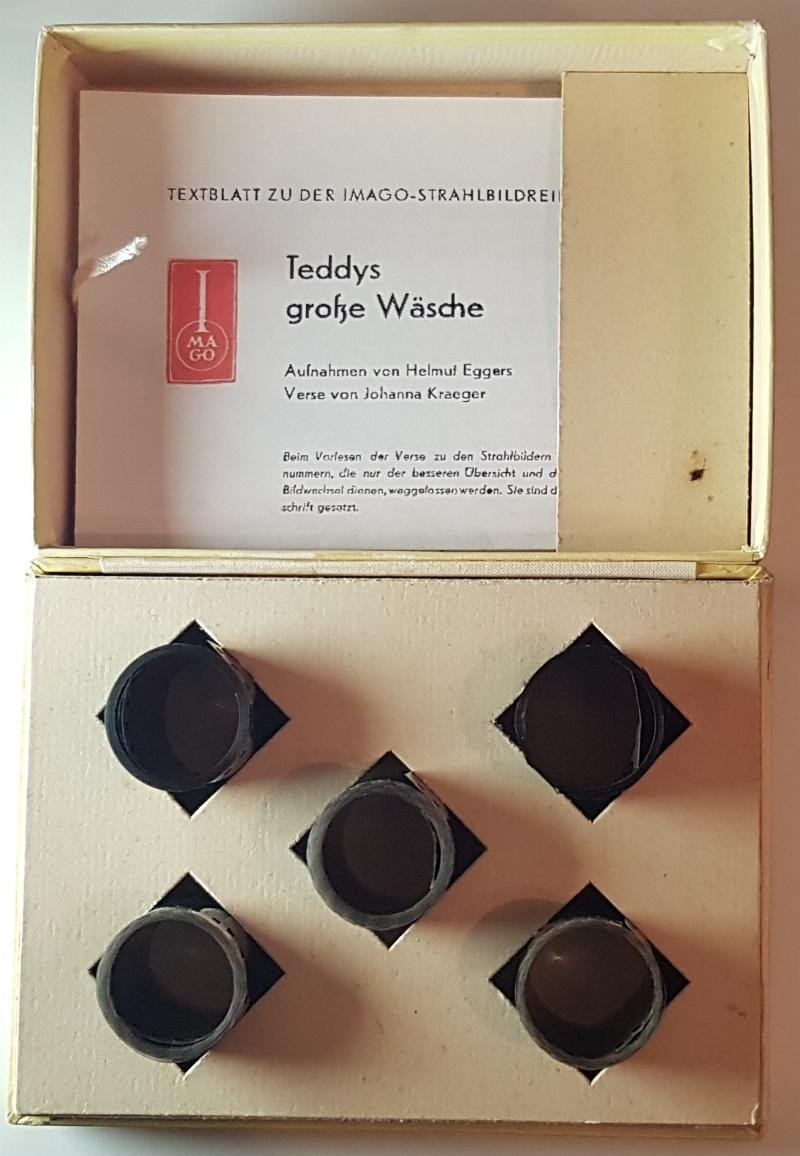 TEXTBLATT ZU DER IMAGO-STRAHLBILDREI
I
MA
GO
Teddys
große Wäsche
Aufnahmen von Helmut Eggers
Verse von Johanna Kraeger
Beim Vorlesen der Verse zu den Strahlbildern
nummern, die nur der besseren Übersicht und d
Bildwechsel dienen, weggelassen werden. Sie sind d
schrift gesetzt.